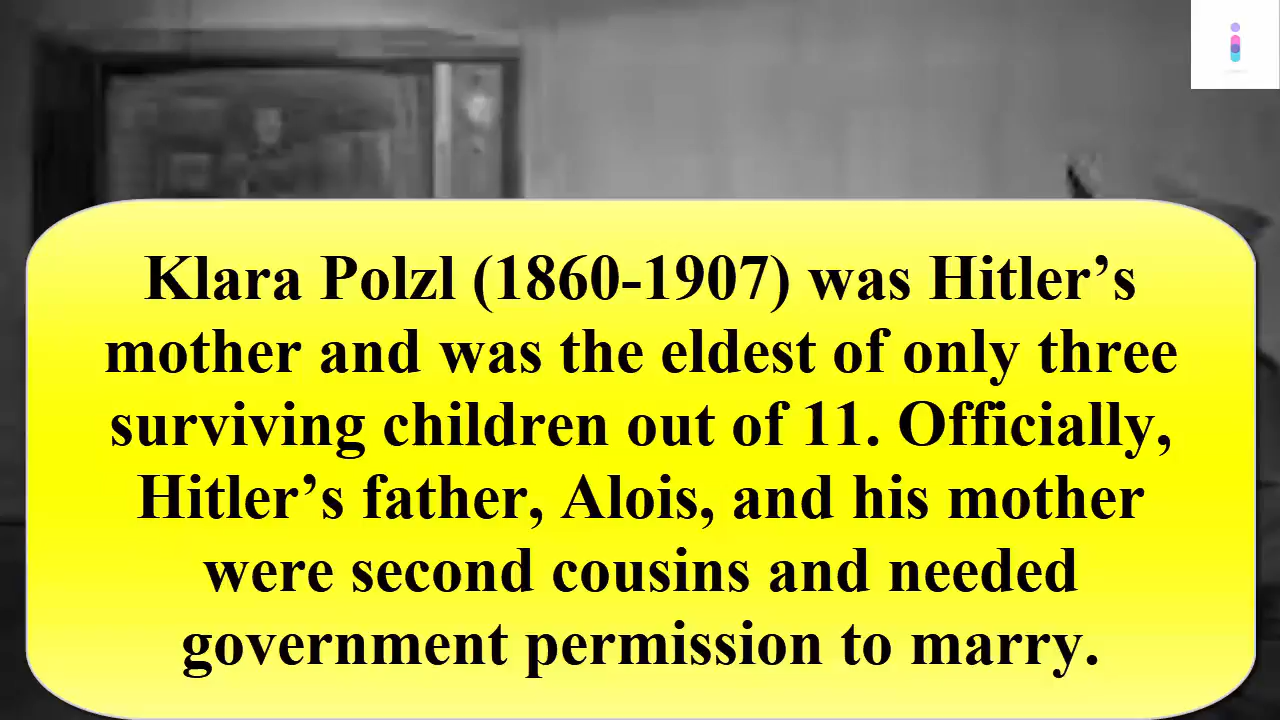 Klara Polzl (1860-1907) was Hitler’s
mother and was the eldest of only three
surviving children out of 11. Officially,
Hitler’s father, Alois, and his mother
were second cousins and needed
government permission to marry.